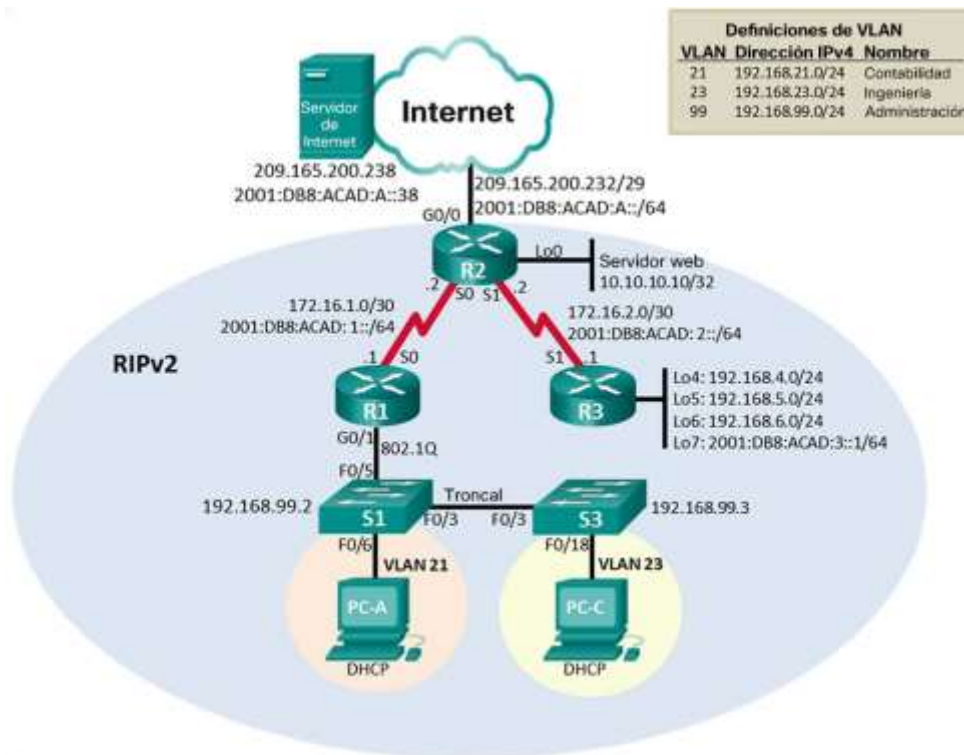 Definiciones de VLAN
VLAN Dirección IPv4 Nombre
21 192.168.21.0/24 Contabilidad
23 192.168.23.0/24 Ingeniería
99 192.168.99.0/24 Administración
Servidor de Internet
Internet
209.165.200.238
2001:DB8:ACAD:A::38
209.165.200.232/29
2001:DB8:ACAD:A::/64
G0/0
R2
Lo0
Servidor web
10.10.10.10/32
.2
S0
S1
.2
172.16.1.0/30
2001:DB8:ACAD: 1::/64
172.16.2.0/30
2001:DB8:ACAD: 2::/64
RIPv2
.1
S0
S1
.1
R1
R3
Lo4: 192.168.4.0/24
Lo5: 192.168.5.0/24
Lo6: 192.168.6.0/24
Lo7: 2001:DB8:ACAD:3::1/64
G0/1
802.1Q
F0/5
192.168.99.2
S1
Troncal
F0/3
F0/3
S3
192.168.99.3
F0/6
F0/18
VLAN 21
VLAN 23
PC-A
PC-C
DHCP
DHCP